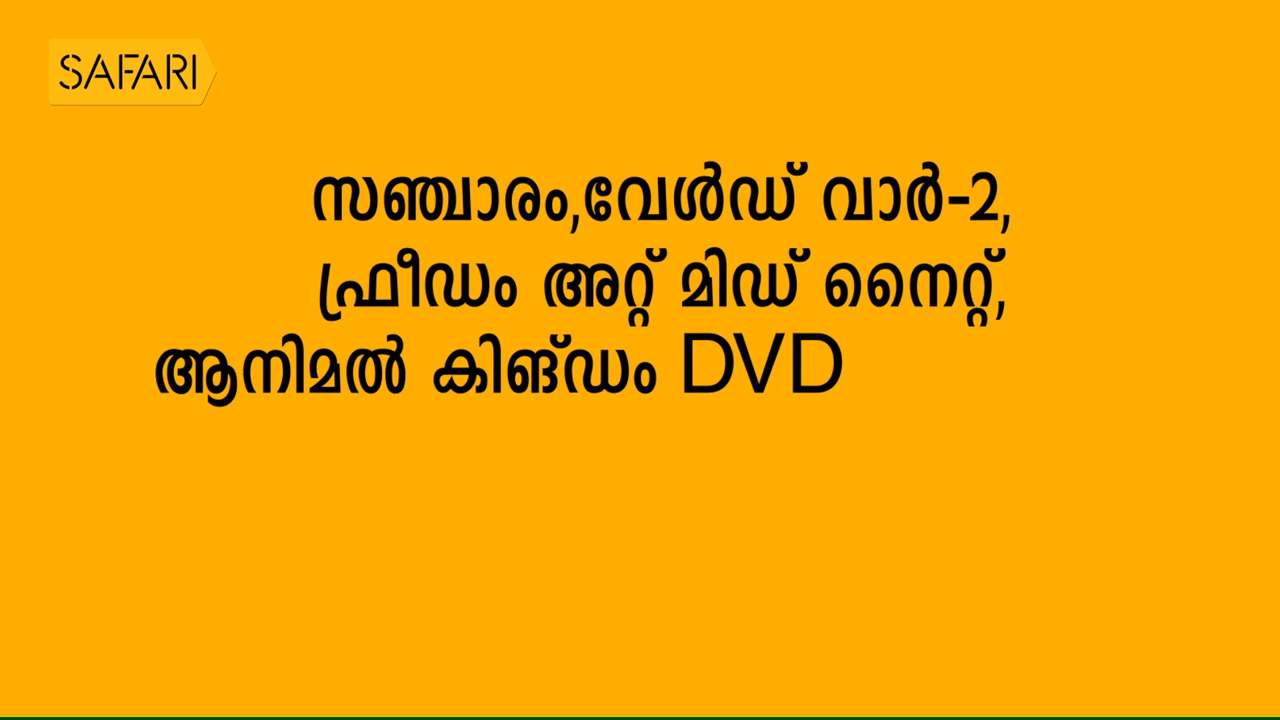 SAFARI
സഞ്ചാരം,വേൾഡ് വാർ-2,
ഫ്രീഡം അറ്റ് മിഡ് നൈറ്റ്,
ആനിമൽ കിങ്ഡം DVD